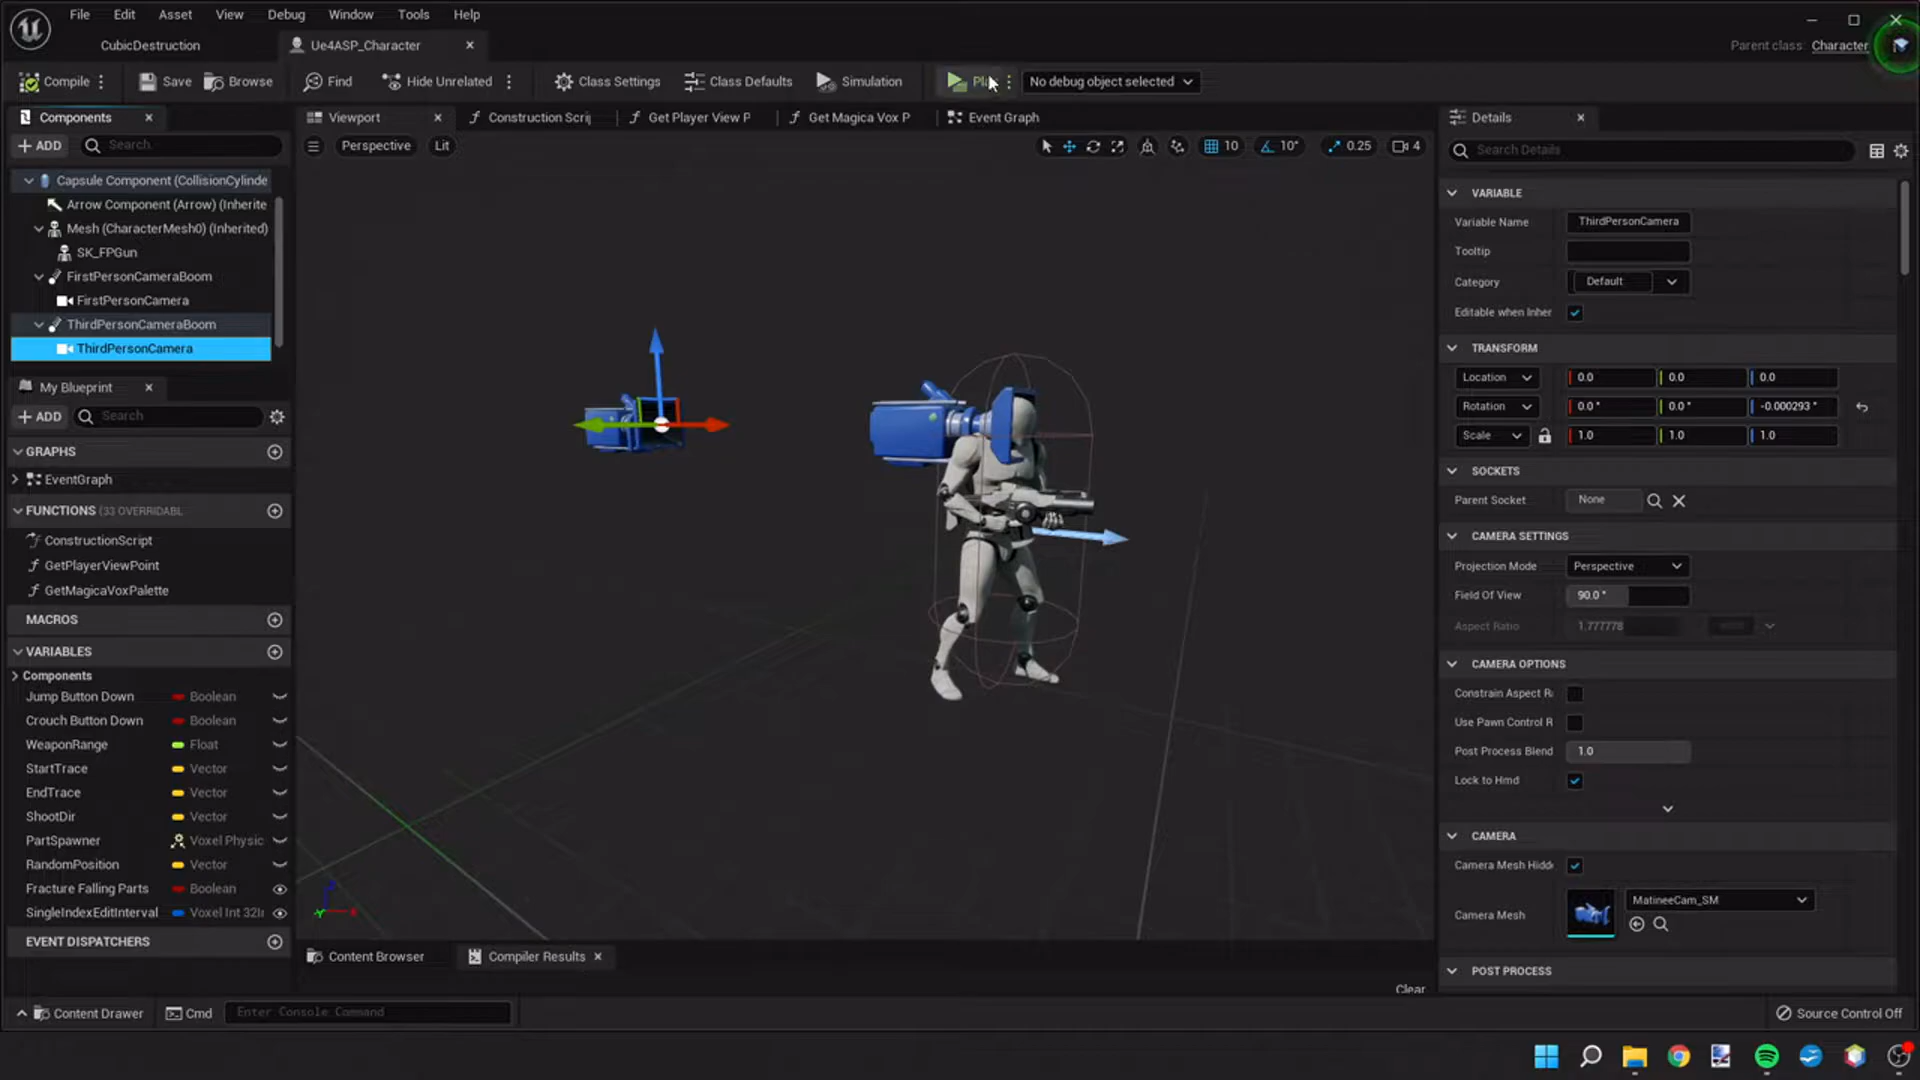 File Edit Asset View Debug Window Tools Help
CubicDestruction
Ue4ASP_Character
Parent class: Character
Compile
Save
Browse
Find
Hide Unrelated
Class Settings
Class Defaults
Simulation
No debug object selected
Components
Viewport
Construction Scrip
Get Player View P
Get Magica Vox P
Event Graph
Details
ADD
Search
Perspective
Lit
10
10°
0.25
4
Search Details
Capsule Component (CollisionCylinde
Arrow Component (Arrow) (Inherite
Mesh (CharacterMesh0) (Inherited)
SK_FPGun
FirstPersonCameraBoom
FirstPersonCamera
ThirdPersonCameraBoom
ThirdPersonCamera
My Blueprint
ADD
Search
GRAPHS
EventGraph
FUNCTIONS (33 OVERRIDABL
ConstructionScript
GetPlayerViewPoint
GetMagicaVoxPalette
MACROS
VARIABLES
Components
Jump Button Down Boolean
Crouch Button Down Boolean
WeaponRange Float
StartTrace Vector
EndTrace Vector
ShootDir Vector
PartSpawner Voxel Physic
RandomPosition Vector
Fracture Falling Parts Boolean
SingleIndexEditInterval Voxel Int 32Ir
EVENT DISPATCHERS
VARIABLE
Variable Name ThirdPersonCamera
Tooltip
Category Default
Editable when Inher
TRANSFORM
Location 0.0 0.0 0.0
Rotation 0.0 ° 0.0 ° -0.000293 °
Scale 1.0 1.0 1.0
SOCKETS
Parent Socket None
CAMERA SETTINGS
Projection Mode Perspective
Field Of View 90.0 °
Aspect Ratio 1.777778
CAMERA OPTIONS
Constrain Aspect R
Use Pawn Control R
Post Process Blend 1.0
Lock to Hmd
CAMERA
Camera Mesh Hidde
Camera Mesh MatineeCam_SM
POST PROCESS
Content Browser
Compiler Results
Clear
Content Drawer
Cmd
Enter Console Command
Source Control Off